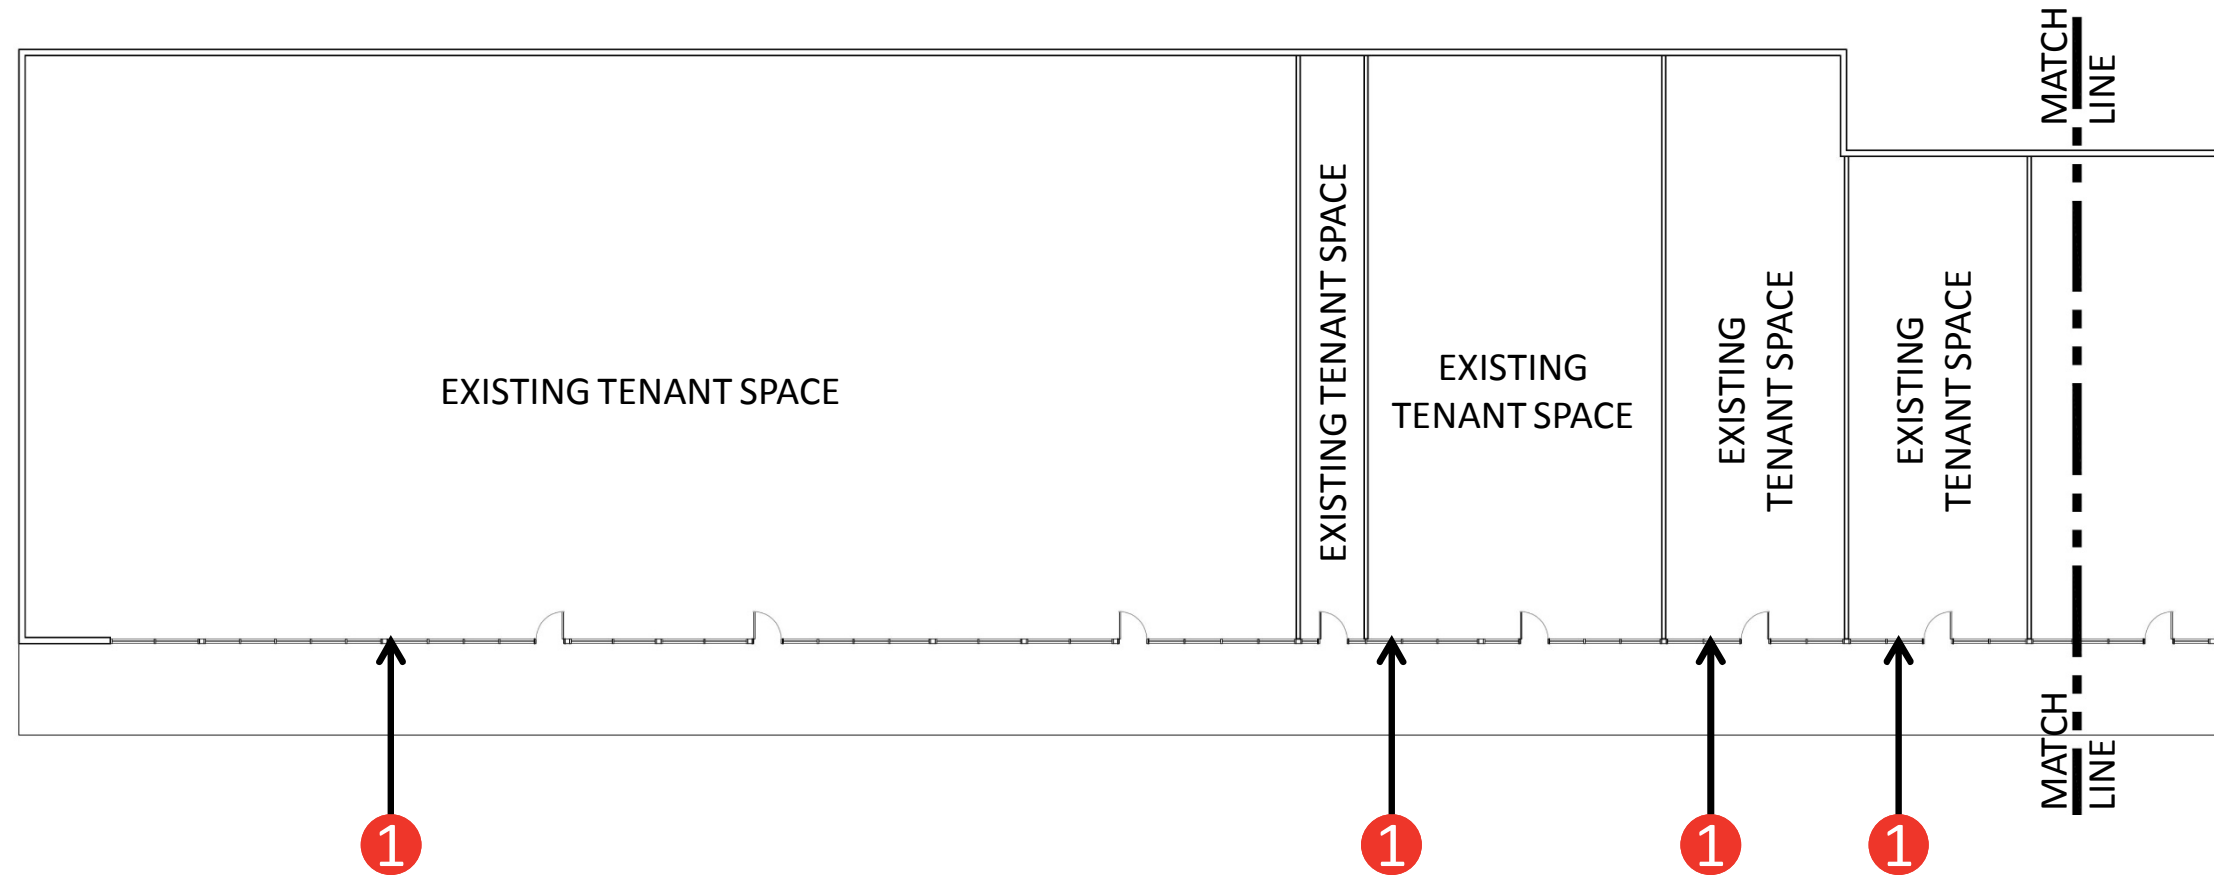 MATCH
LINE
EXISTING TENANT SPACE
EXISTING TENANT SPACE
EXISTING
TENANT SPACE
EXISTING
TENANT SPACE
EXISTING
TENANT SPACE
MATCH
LINE
1
1
1
1